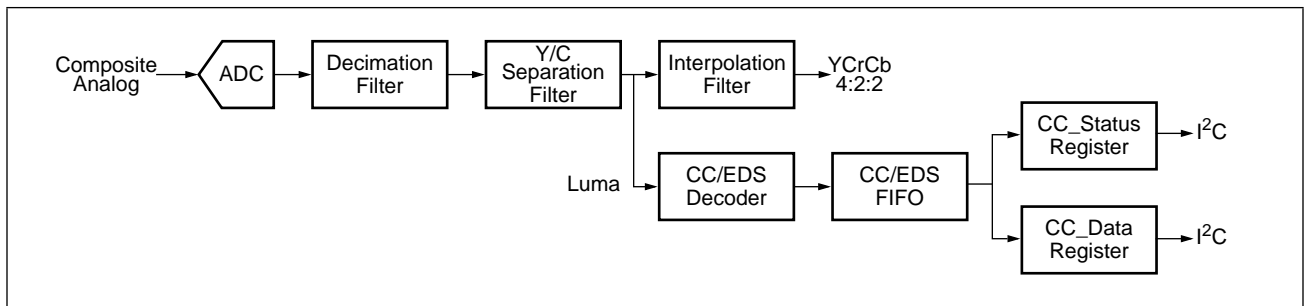 Composite
Analog
ADC
Decimation
Filter
Y/C
Separation
Filter
Interpolation
Filter
YCrCb
4:2:2
Luma
CC/EDS
Decoder
CC/EDS
FIFO
CC_Status
Register
I²C
CC_Data
Register
I²C